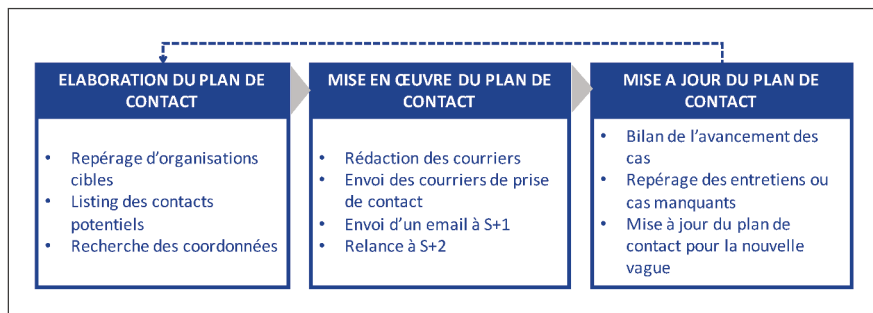 ELABORATION DU PLAN DE
CONTACT
• Repérage d'organisations
cibles
• Listing des contacts
potentiels
• Recherche des coordonnées
MISE EN ŒUVRE DU PLAN DE
CONTACT
• Rédaction des courriers
• Envoi des courriers de prise
de contact
• Envoi d'un email à S+1
• Relance à S+2
MISE A JOUR DU PLAN DE
CONTACT
• Bilan de l'avancement des
cas
• Repérage des entretiens ou
cas manquants
• Mise à jour du plan de
contact pour la nouvelle
vague